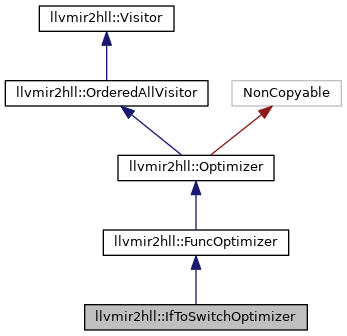 llvmir2hll::Visitor
llvmir2hll::OrderedAllVisitor
NonCopyable
llvmir2hll::Optimizer
llvmir2hll::FuncOptimizer
llvmir2hll::IfToSwitchOptimizer